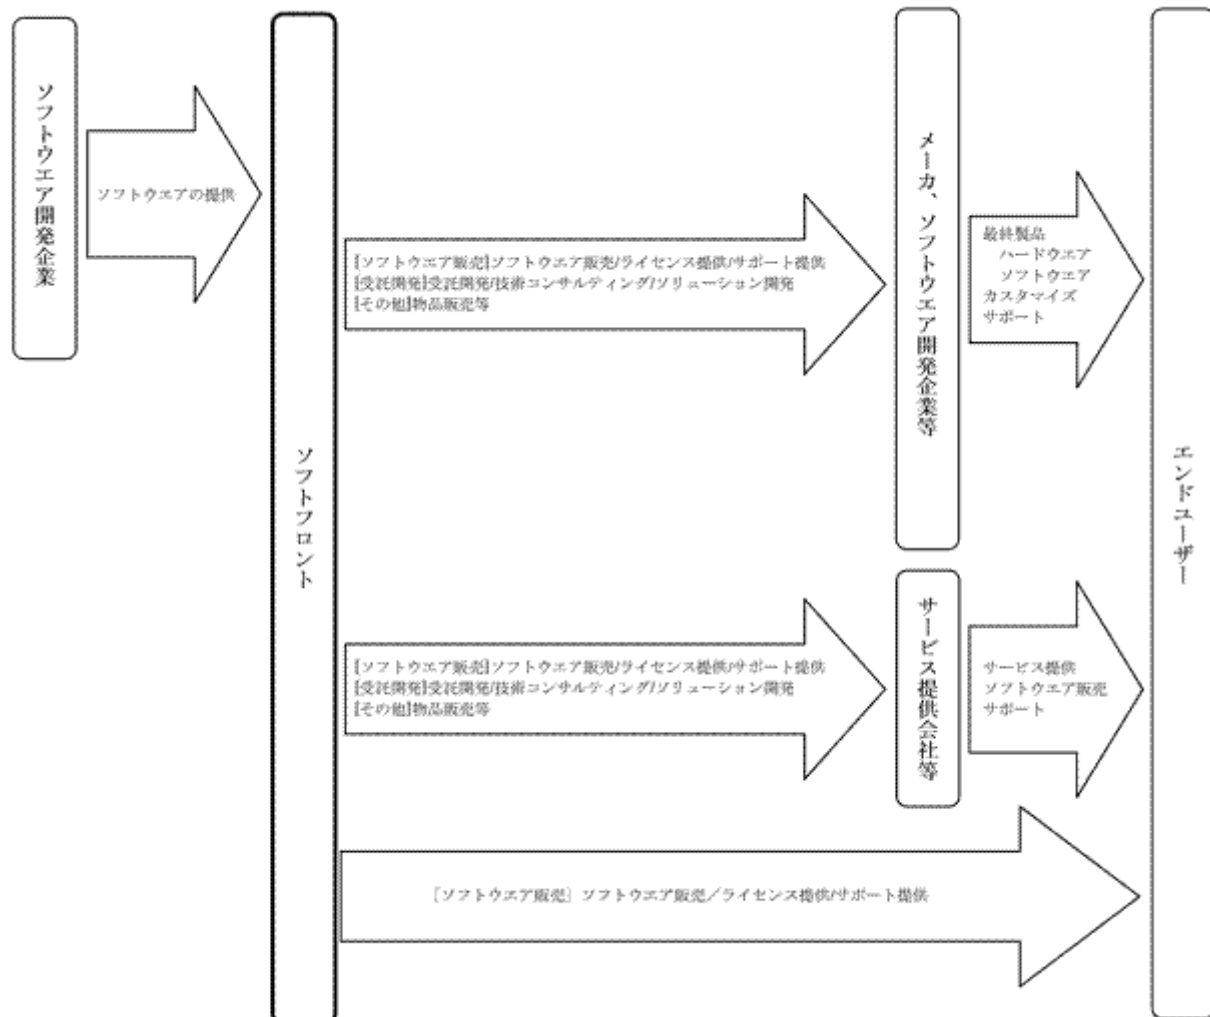 ソフトウエア開発企業
ソフトウエアの提供
ソフトフロント
[ソフトウエア販売]ソフトウエア販売/ライセンス提供/サポート提供
[受託開発]受託開発/技術コンサルティング/ソリューション開発
[その他]物品販売等
メーカ、ソフトウエア開発企業等
最終製品
ハードウエア
ソフトウエア
カスタマイズ
サポート
エンドユーザー
[ソフトウエア販売]ソフトウエア販売/ライセンス提供/サポート提供
[受託開発]受託開発/技術コンサルティング/ソリューション開発
[その他]物品販売等
サービス提供会社等
サービス提供
ソフトウエア販売
サポート
[ソフトウエア販売] ソフトウエア販売／ライセンス提供/サポート提供